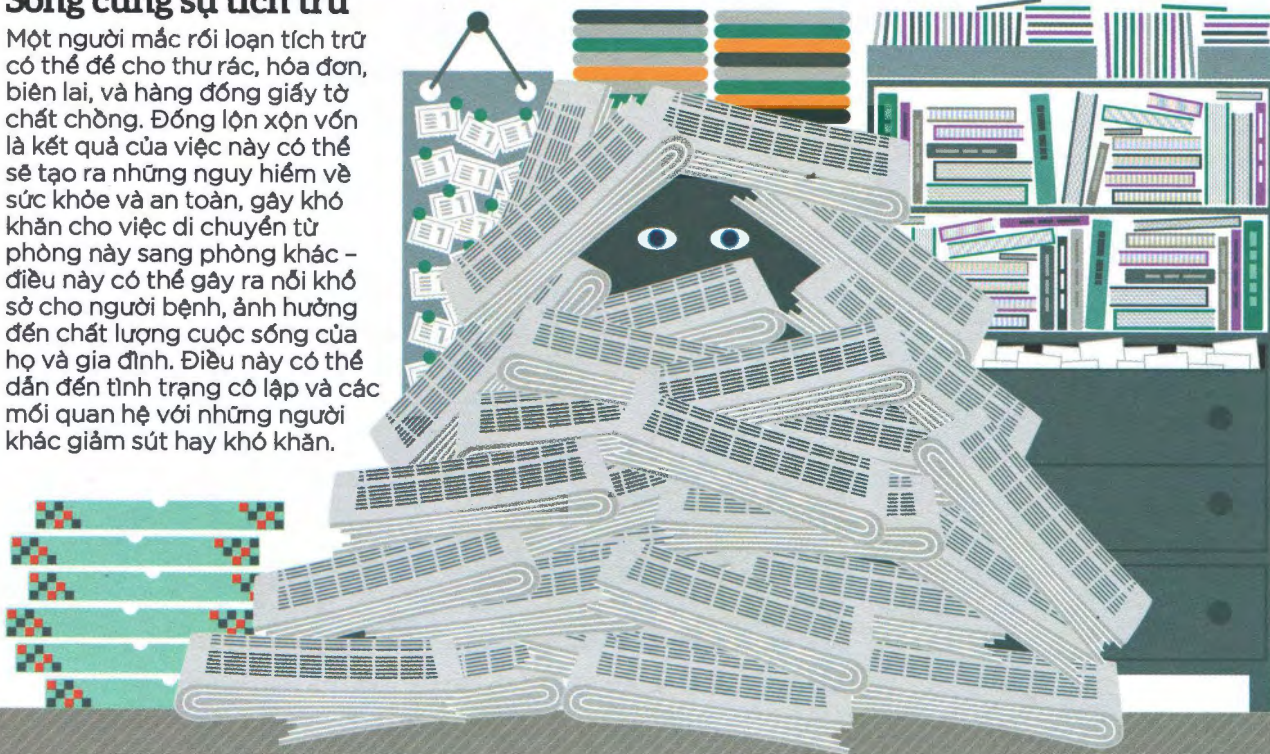 Sống cùng sự tích trữ
Một người mắc rối loạn tích trữ
có thể để cho thư rác, hóa đơn,
biên lai, và hàng đống giấy tờ
chất chồng. Đống lộn xộn vốn
là kết quả của việc này có thể
sẽ tạo ra những nguy hiểm về
sức khỏe và an toàn, gây khó
khăn cho việc di chuyển từ
phòng này sang phòng khác –
điều này có thể gây ra nỗi khổ
sở cho người bệnh, ảnh hưởng
đến chất lượng cuộc sống của
họ và gia đình. Điều này có thể
dẫn đến tình trạng cô lập và các
mối quan hệ với những người
khác giảm sút hay khó khăn.